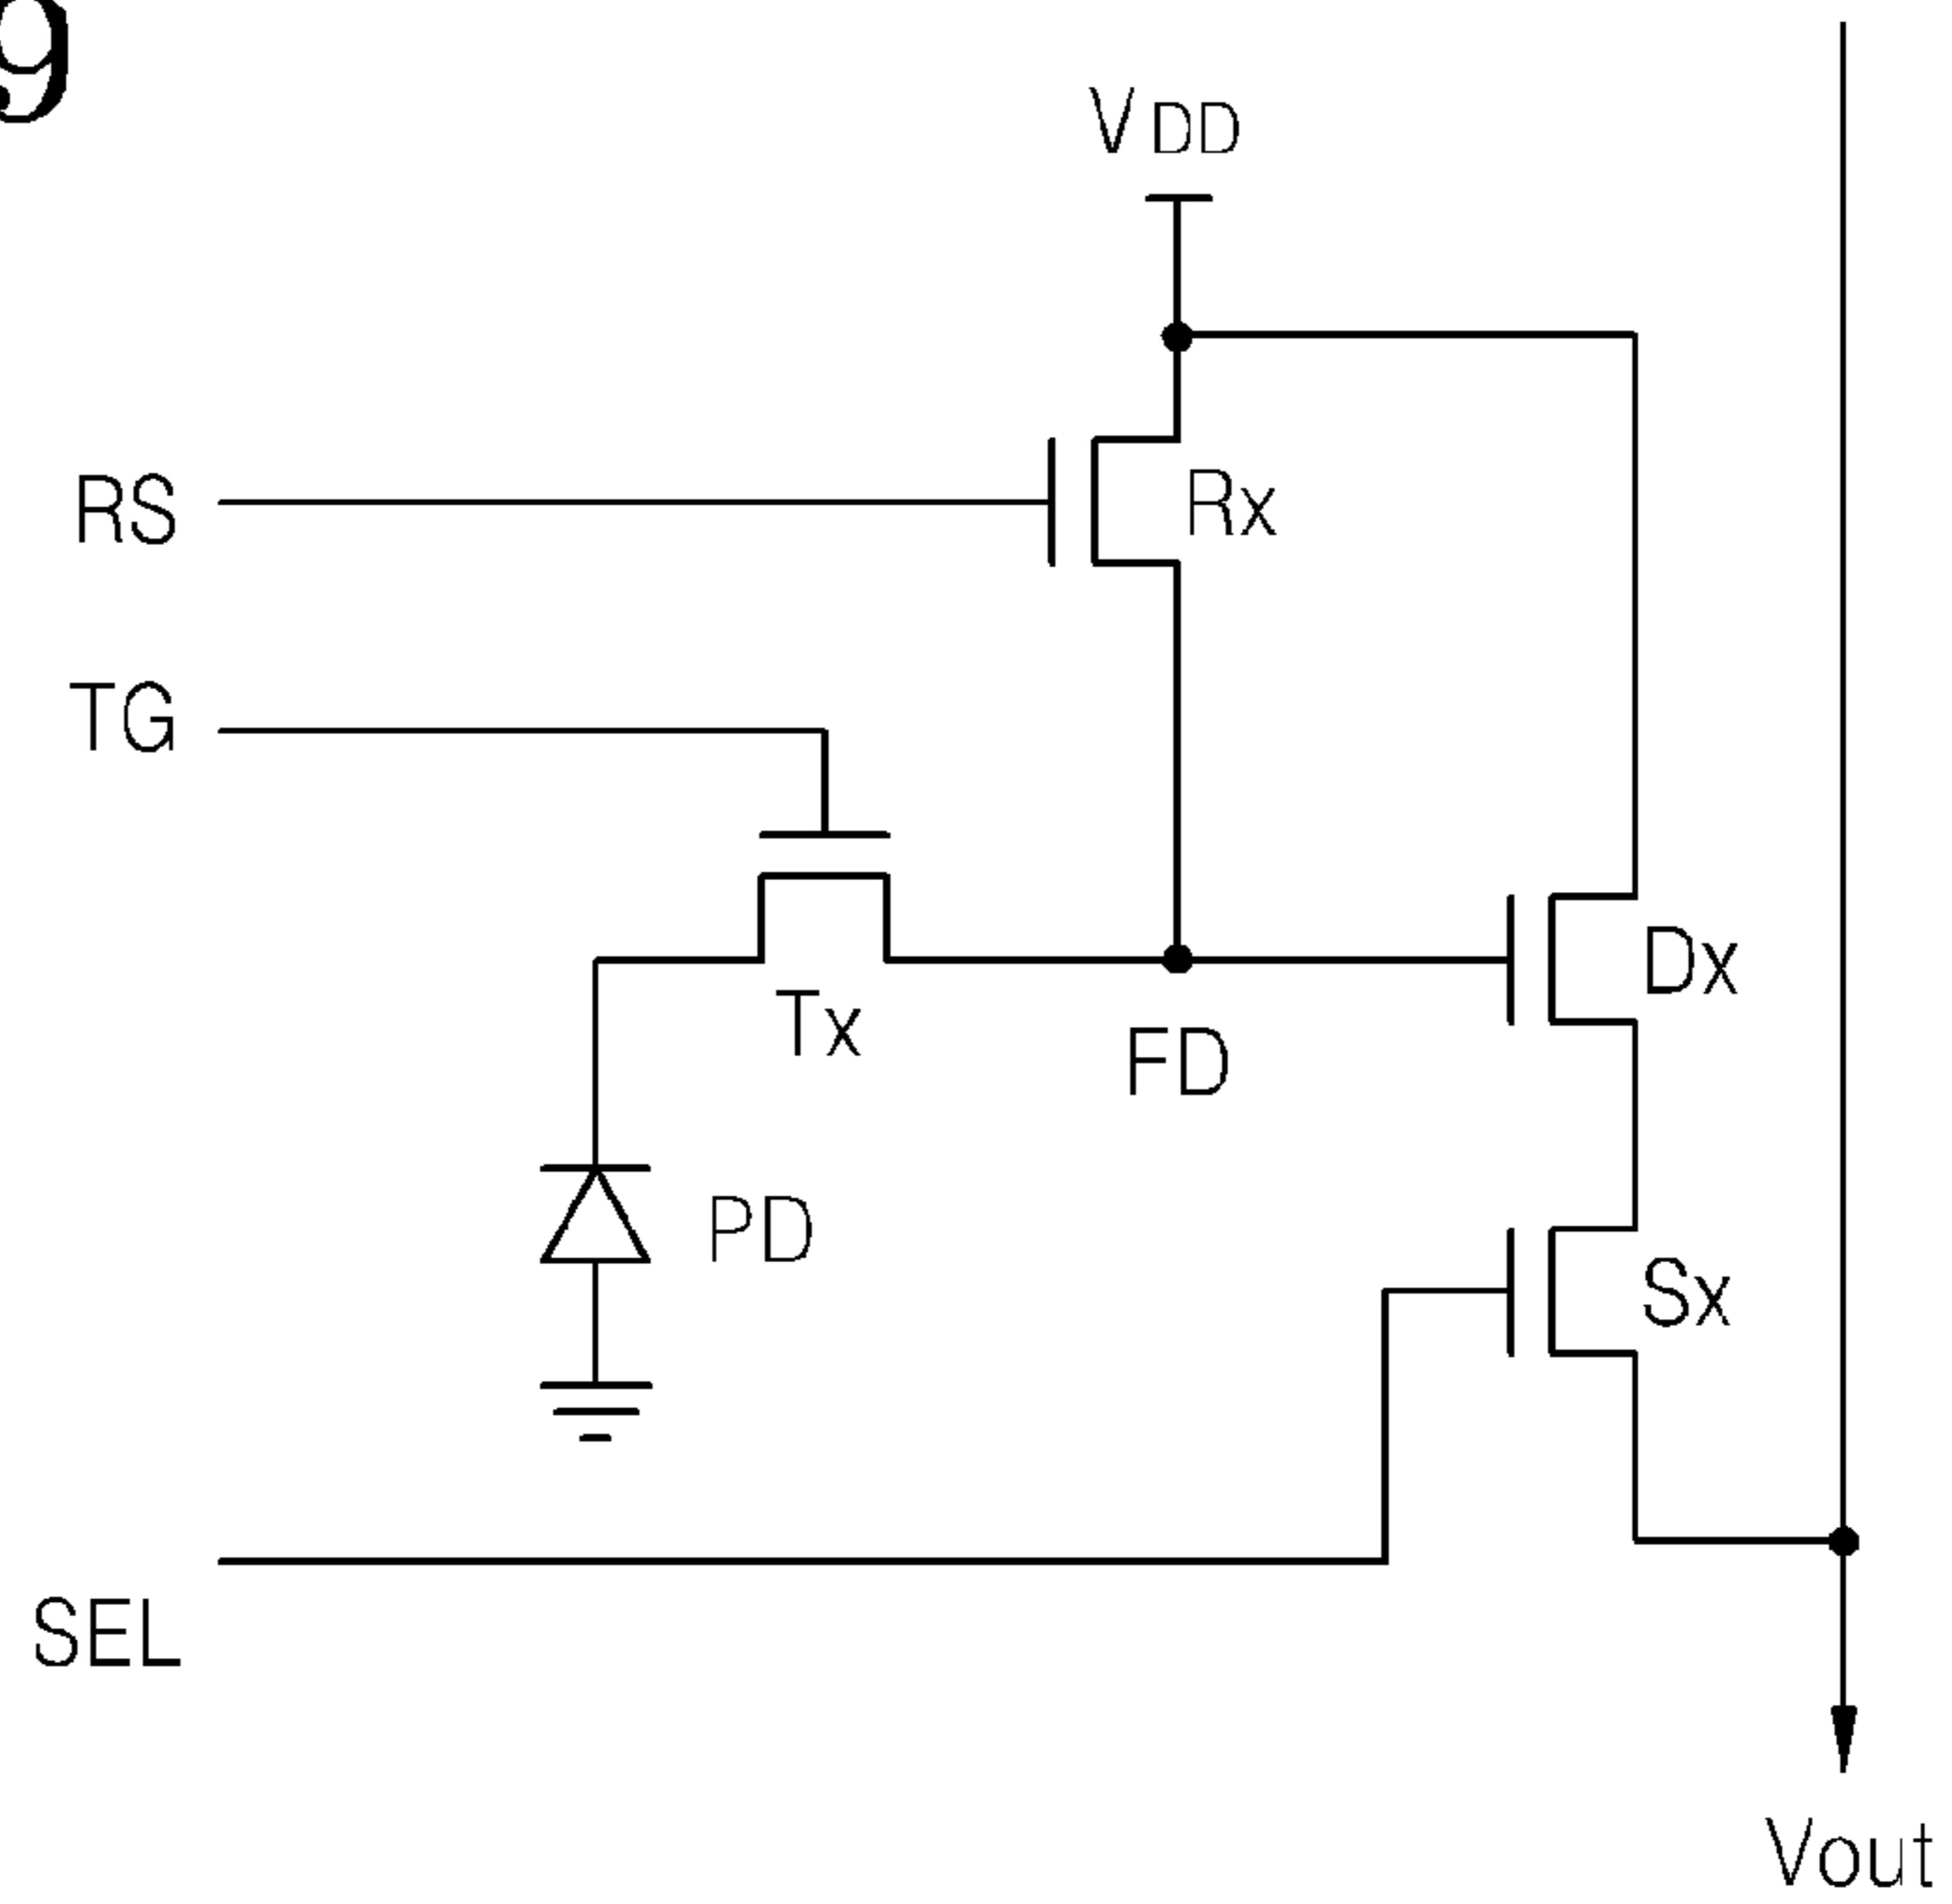 9
VDD
RS
Rx
TG
Dx
Tx
FD
PD
Sx
SEL
Vout